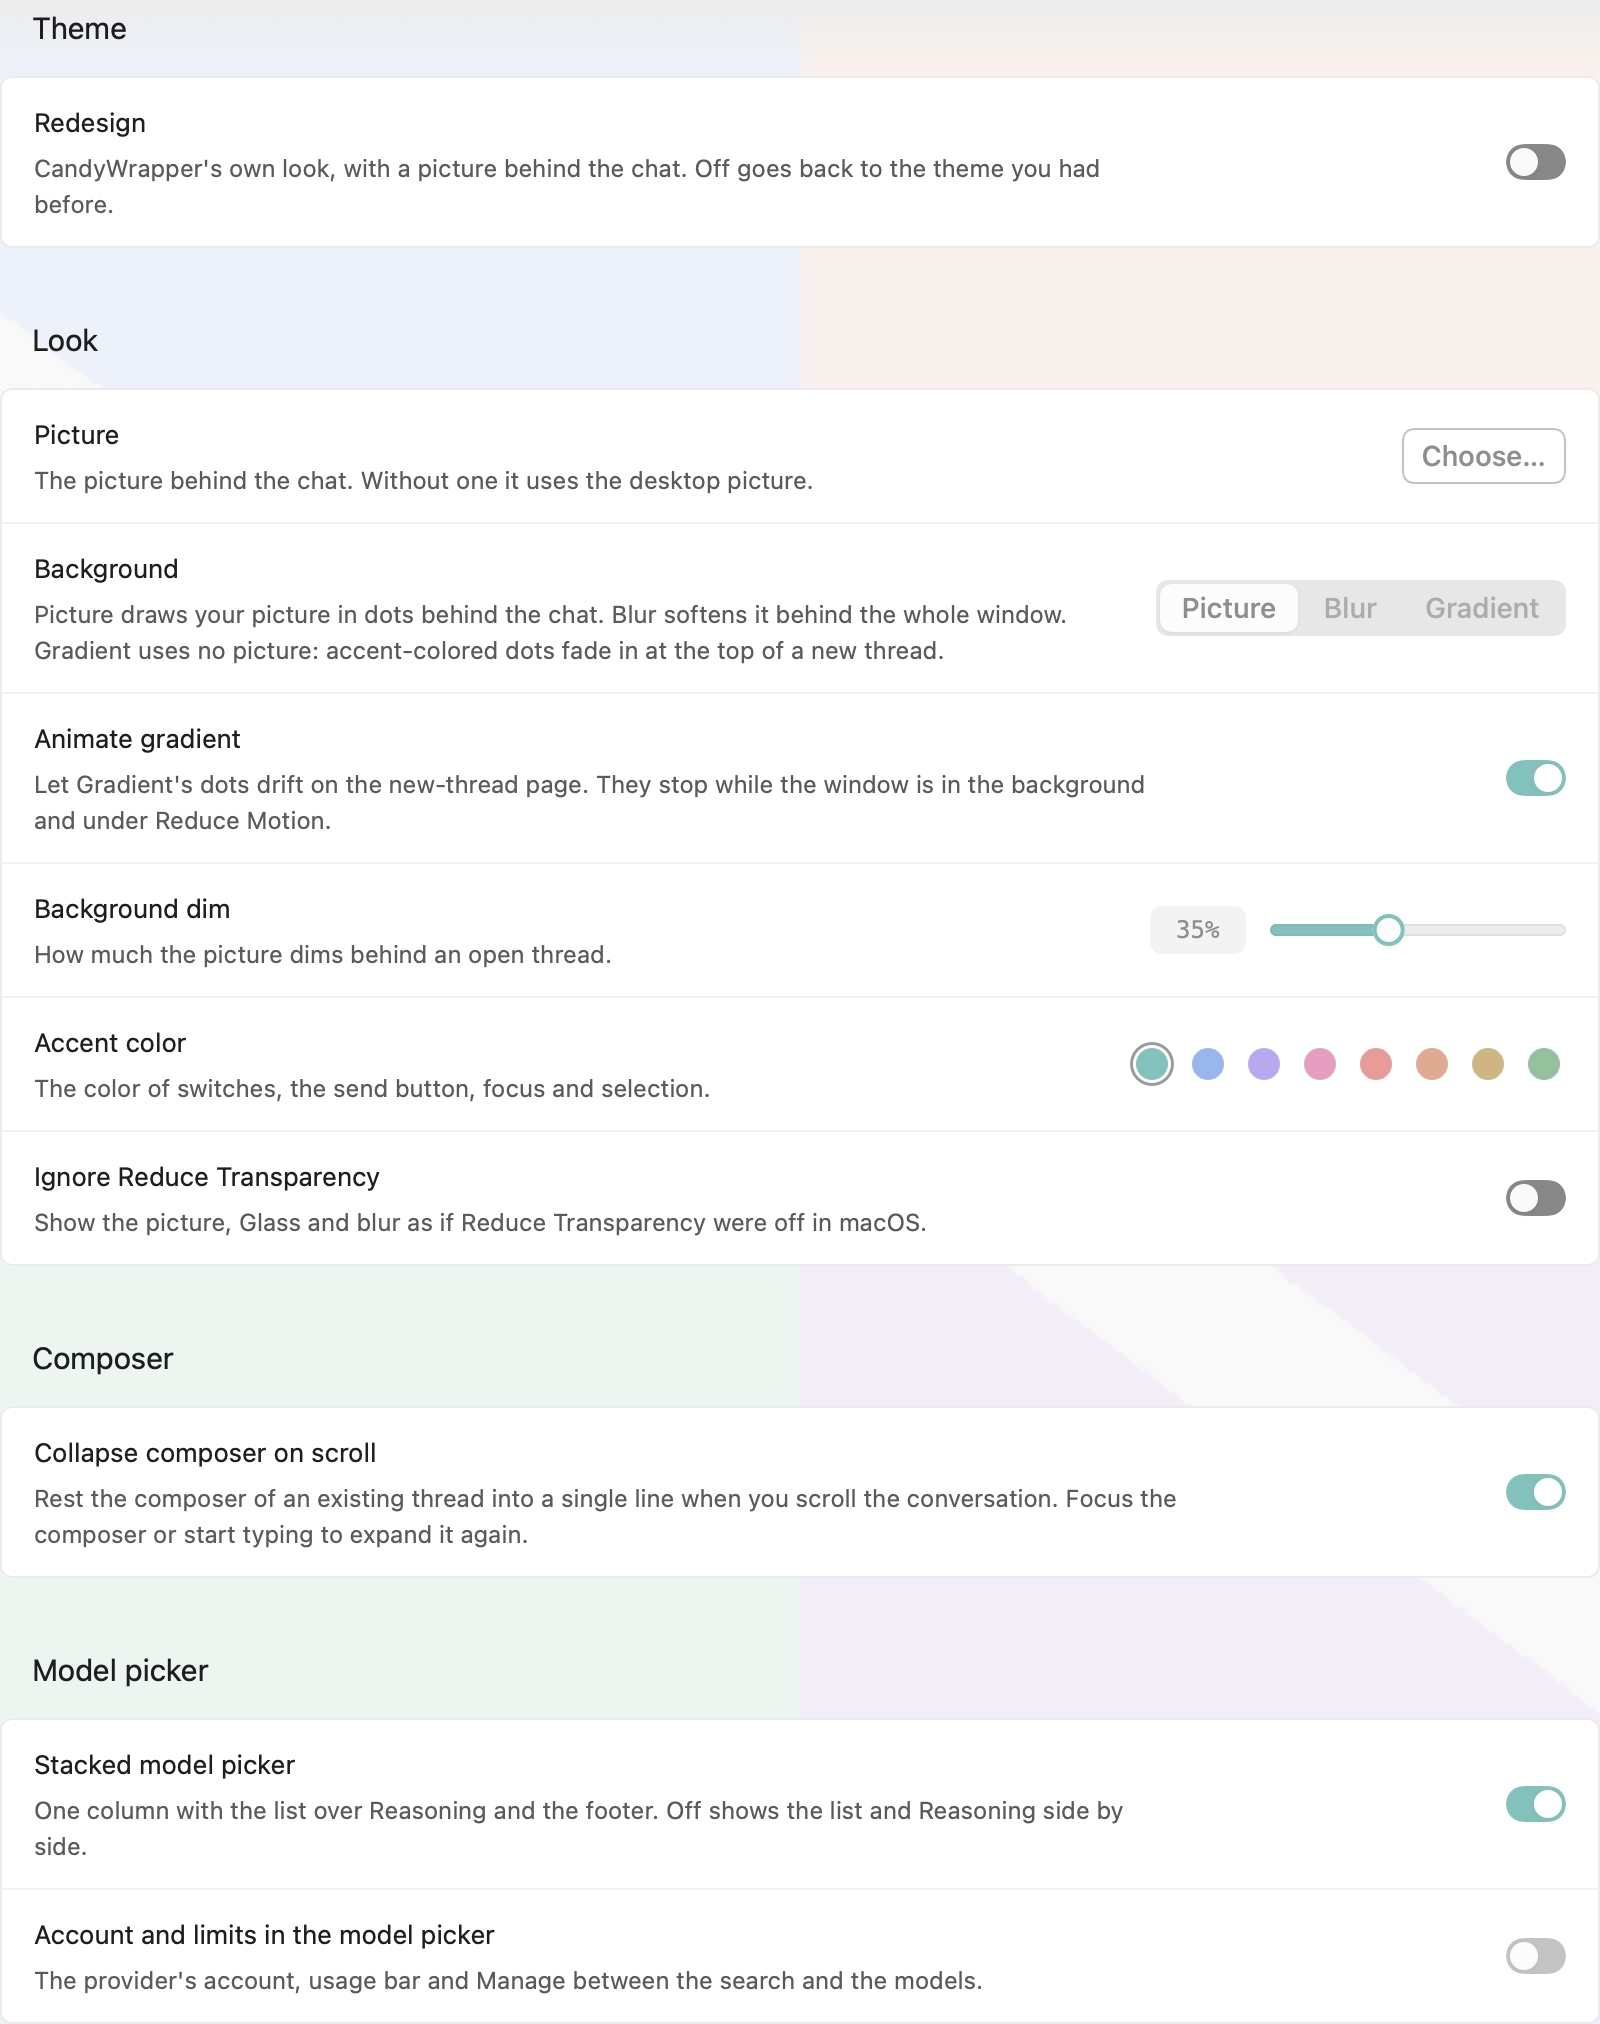 Theme
Redesign
CandyWrapper's own look, with a picture behind the chat. Off goes back to the theme you had
before.
Look
Picture
The picture behind the chat. Without one it uses the desktop picture.
Choose...
Background
Picture draws your picture in dots behind the chat. Blur softens it behind the whole window.
Gradient uses no picture: accent-colored dots fade in at the top of a new thread.
Picture Blur Gradient
Animate gradient
Let Gradient's dots drift on the new-thread page. They stop while the window is in the background
and under Reduce Motion.
Background dim
How much the picture dims behind an open thread.
35%
Accent color
The color of switches, the send button, focus and selection.
Ignore Reduce Transparency
Show the picture, Glass and blur as if Reduce Transparency were off in macOS.
Composer
Collapse composer on scroll
Rest the composer of an existing thread into a single line when you scroll the conversation. Focus the
composer or start typing to expand it again.
Model picker
Stacked model picker
One column with the list over Reasoning and the footer. Off shows the list and Reasoning side by
side.
Account and limits in the model picker
The provider's account, usage bar and Manage between the search and the models.